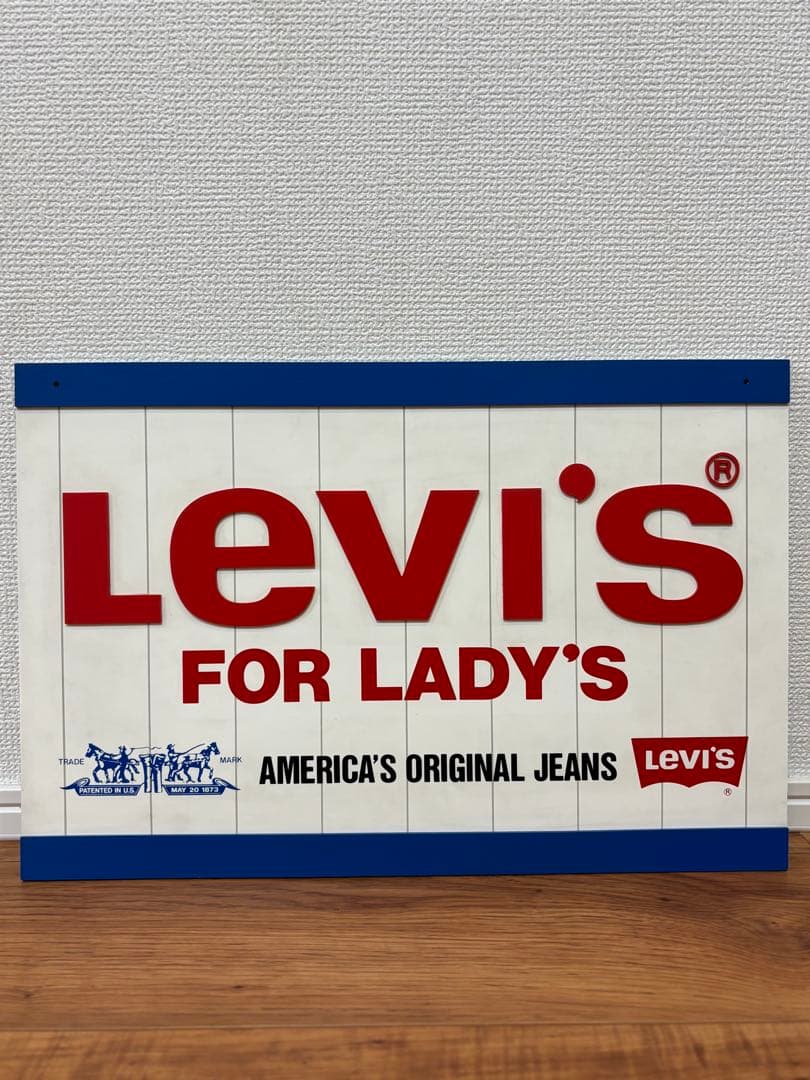 Levi's®
FOR LADY'S
TRADE MARK
PATENTED IN U.S. MAY 20 1873
AMERICA'S ORIGINAL JEANS
Levi's
®